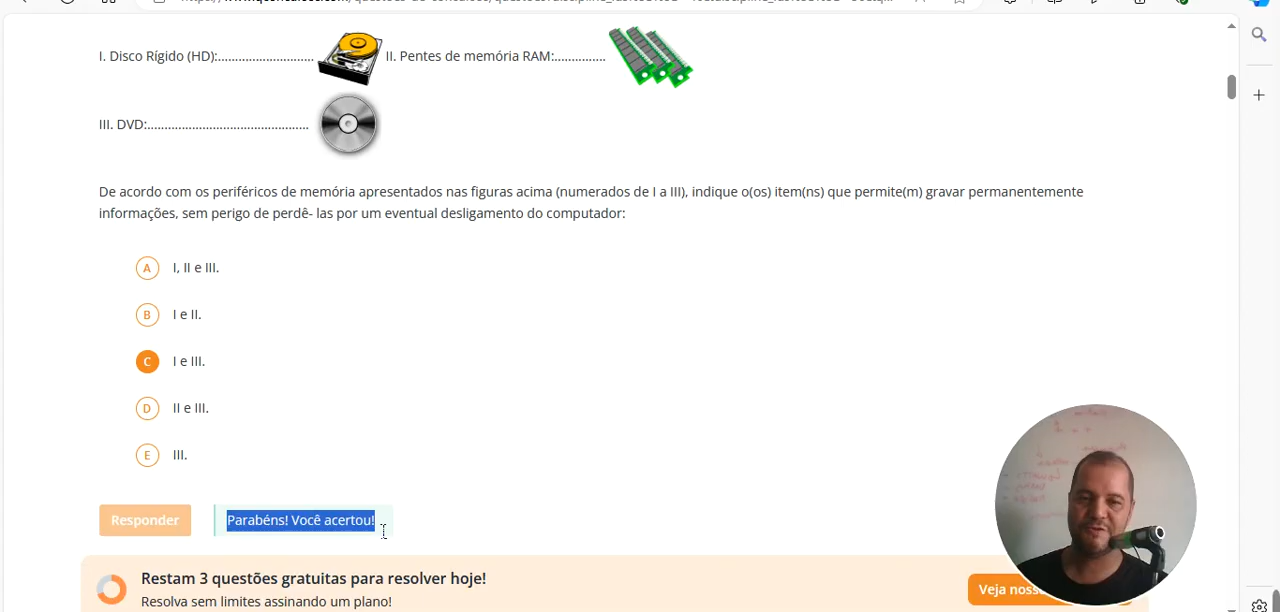 I. Disco Rígido (HD):............................ II. Pentes de memória RAM:...............
III. DVD:...............................................
De acordo com os periféricos de memória apresentados nas figuras acima (numerados de I a III), indique o(os) item(ns) que permite(m) gravar permanentemente
informações, sem perigo de perdê- las por um eventual desligamento do computador:
A I, II e III.
B I e II.
C I e III.
D II e III.
E III.
Responder Parabéns! Você acertou!
Restam 3 questões gratuitas para resolver hoje!
Veja
Resolva sem limites assinando um plano!